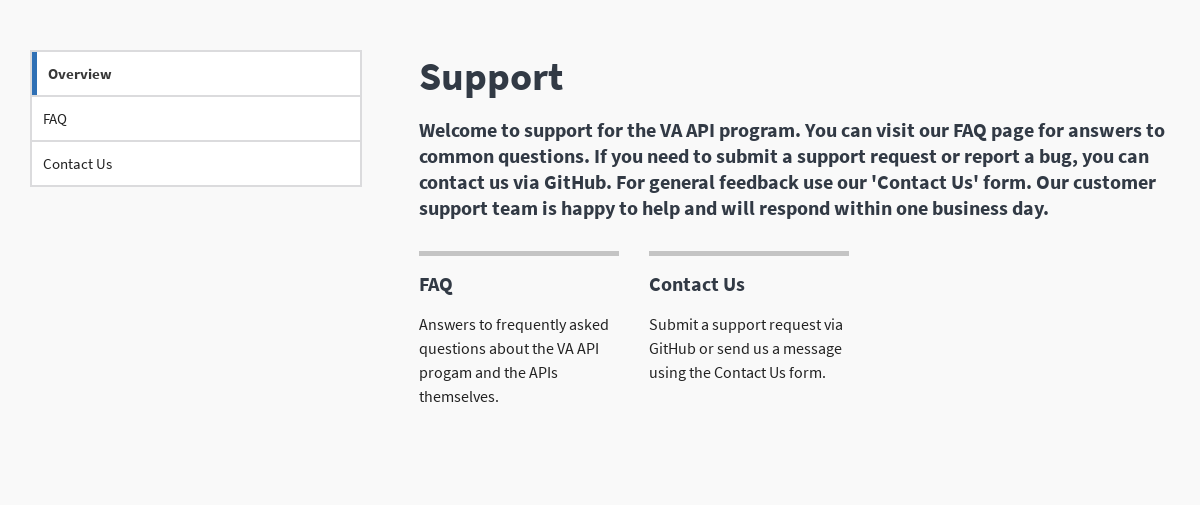 Overview
FAQ
Contact Us
Support
Welcome to support for the VA API program. You can visit our FAQ page for answers to
common questions. If you need to submit a support request or report a bug, you can
contact us via GitHub. For general feedback use our 'Contact Us' form. Our customer
support team is happy to help and will respond within one business day.
FAQ
Answers to frequently asked
questions about the VA API
progam and the APIs
themselves.
Contact Us
Submit a support request via
GitHub or send us a message
using the Contact Us form.